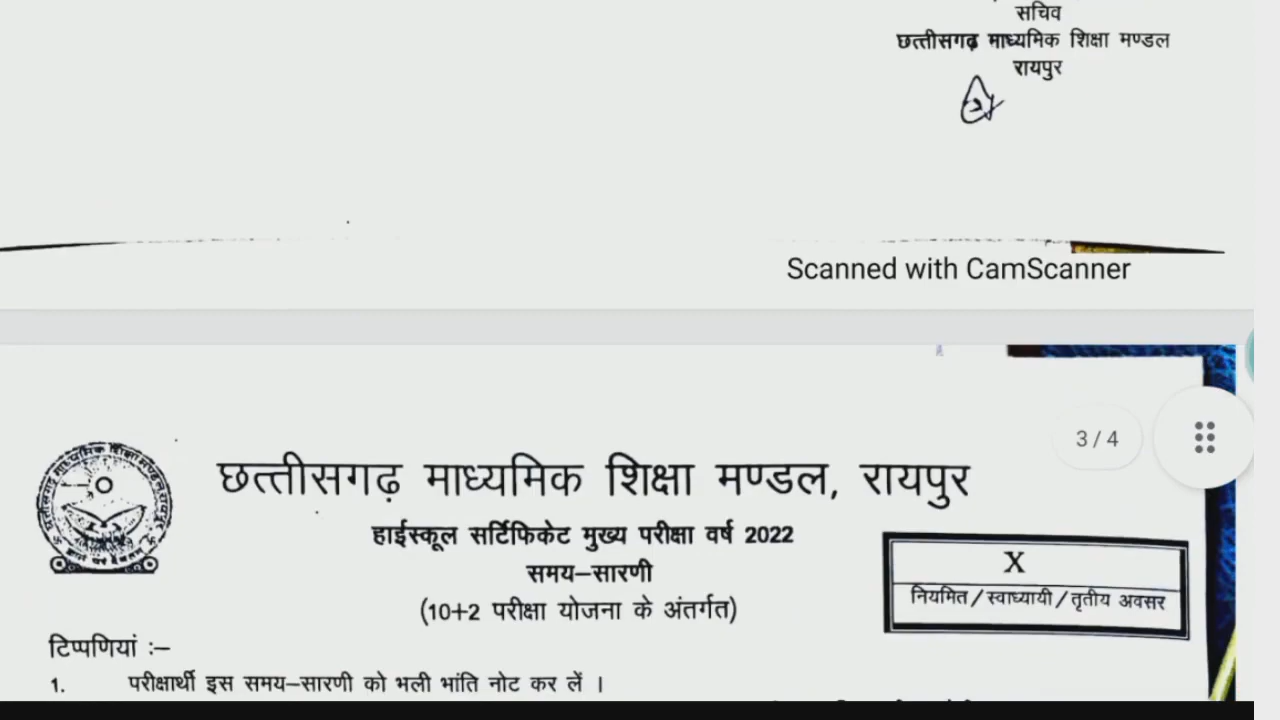 सचिव
छत्तीसगढ़ माध्यमिक शिक्षा मण्डल
रायपुर
Scanned with CamScanner
3 / 4
छत्तीसगढ़ माध्यमिक शिक्षा मण्डल, रायपुर
हाईस्कूल सर्टिफिकेट मुख्य परीक्षा वर्ष 2022
समय–सारणी
(10+2 परीक्षा योजना के अंतर्गत)
X
नियमित/स्वाध्यायी/तृतीय अवसर
टिप्पणियां :–
1. परीक्षार्थी इस समय–सारणी को भली भांति नोट कर लें ।